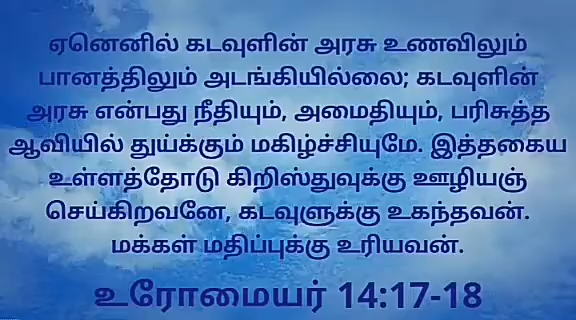 ஏனெனில் கடவுளின் அரசு உணவிலும்
பானத்திலும் அடங்கியில்லை; கடவுளின்
அரசு என்பது நீதியும், அமைதியும், பரிசுத்த
ஆவியில் துய்க்கும் மகிழ்ச்சியுமே. இத்தகைய
உள்ளத்தோடு கிறிஸ்துவுக்கு ஊழியஞ்
செய்கிறவனே, கடவுளுக்கு உகந்தவன்.
மக்கள் மதிப்புக்கு உரியவன்.
உரோமையர் 14:17-18